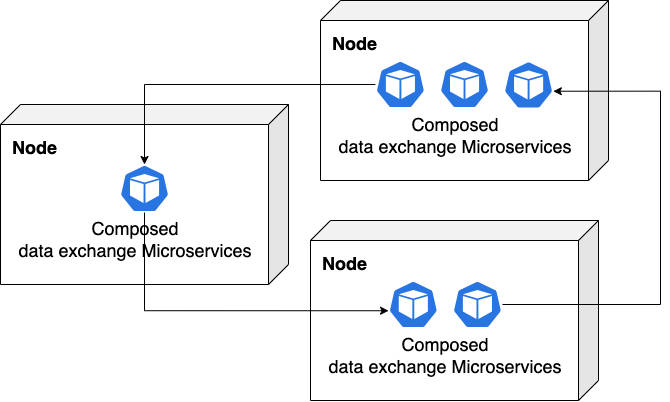 Node
Composed
data exchange Microservices
Node
Composed
data exchange Microservices
Node
Composed
data exchange Microservices